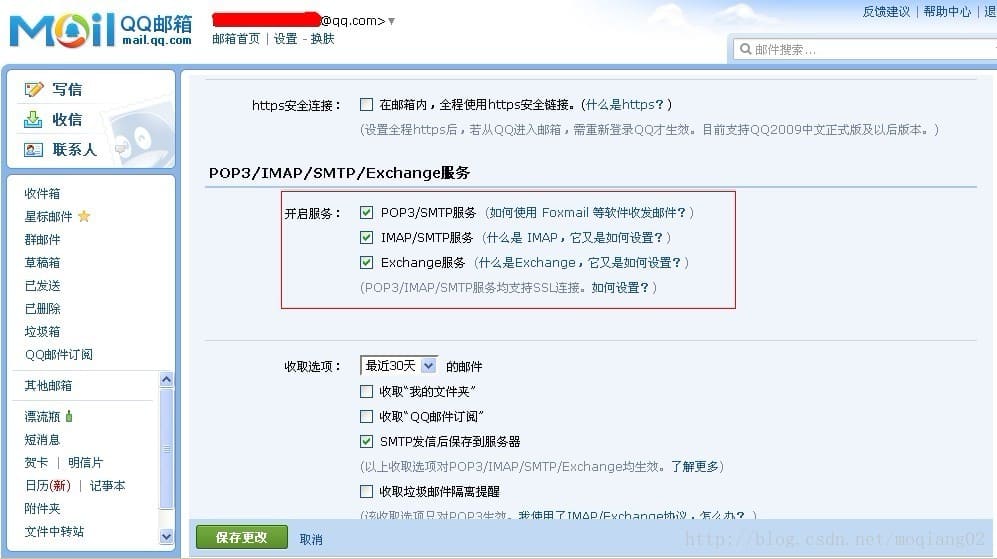 Mail QQ邮箱
mail.qq.com
@qq.com>▼
邮箱首页 | 设置 - 换肤
反馈建议 | 帮助中心 | 退
邮件搜索...
写信
收信
联系人
收件箱
星标邮件
群邮件
草稿箱
已发送
已删除
垃圾箱
QQ邮件订阅
其他邮箱
漂流瓶
短消息
贺卡 | 明信片
日历(新) | 记事本
附件夹
文件中转站
https安全连接： 在邮箱内，全程使用https安全链接。(什么是https？)
(设置全程https后，若从QQ进入邮箱，需重新登录QQ才生效。目前支持QQ2009中文正式版及以后版本。)
POP3/IMAP/SMTP/Exchange服务
开启服务： POP3/SMTP服务 (如何使用 Foxmail 等软件收发邮件？)
IMAP/SMTP服务 (什么是 IMAP，它又是如何设置？)
Exchange服务 (什么是Exchange，它又是如何设置？)
(POP3/IMAP/SMTP服务均支持SSL连接。如何设置？)
收取选项： 最近30天 的邮件
收取“我的文件夹”
收取“QQ邮件订阅”
SMTP发信后保存到服务器
(以上收取选项对POP3/IMAP/SMTP/Exchange均生效。了解更多)
收取垃圾邮件隔离提醒
(该收取选项只对POP3生效。我使用了IMAP/Exchange协议，怎么办？)
保存更改 取消
http://blog.csdn.net/moqiang02